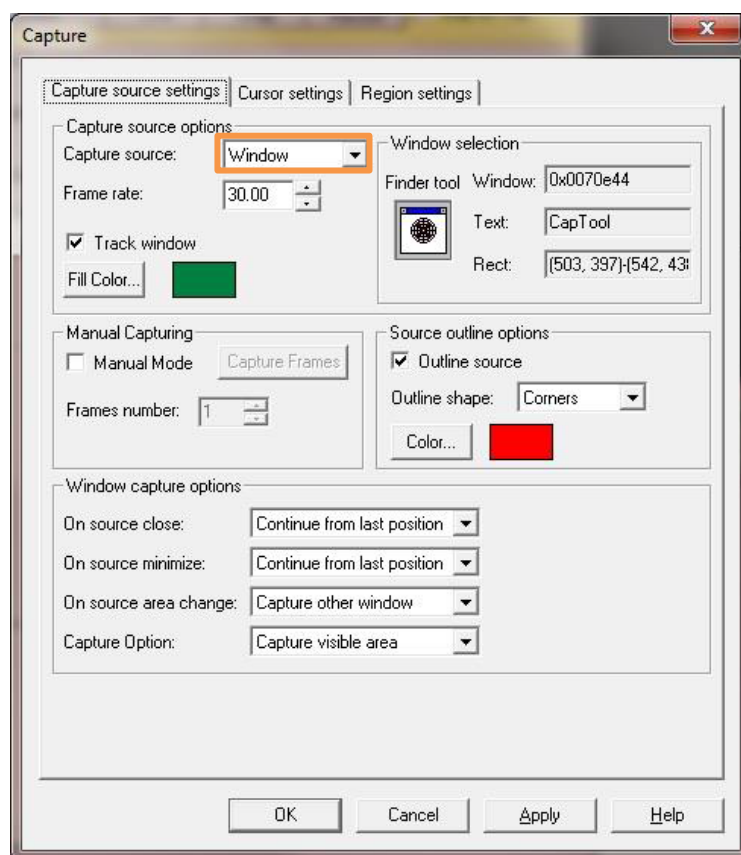 Capture
Capture source settings Cursor settings Region settings
Capture source options
Capture source: Window
Frame rate: 30.00
Track window
Fill Color...
Window selection
Finder tool Window: 0x0070e44
Text: CapTool
Rect: (503, 397)-(542, 43
Manual Capturing
Manual Mode Capture Frames
Frames number: 1
Source outline options
Outline source
Outline shape: Corners
Color...
Window capture options
On source close: Continue from last position
On source minimize: Continue from last position
On source area change: Capture other window
Capture Option: Capture visible area
OK Cancel Apply Help